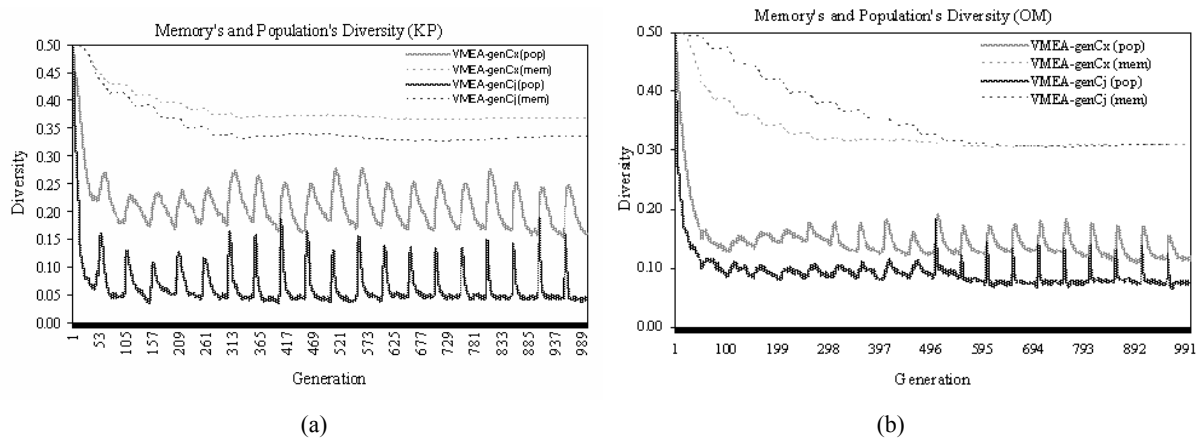 Memory's and Population's Diversity (KP)
0.50
0.45
0.40
0.35
0.30
0.25
0.20
0.15
0.10
0.05
0.00
Diversity
VMEA-genCx(pop)
VMEA-genCx(mem)
VMEA-genCj(pop)
VMEA-genCj(mem)
1 53 105 157 209 261 313 365 417 469 521 573 625 677 729 781 833 885 937 989
Generation
(a)
Memory's and Population's Diversity (OM)
0.50
0.40
0.30
0.20
0.10
0.00
Diversity
VMEA-genCx (pop)
VMEA-genCx (mem)
VMEA-genCj (pop)
VMEA-genCj (mem)
1 100 199 298 397 496 595 694 793 892 991
Generation
(b)